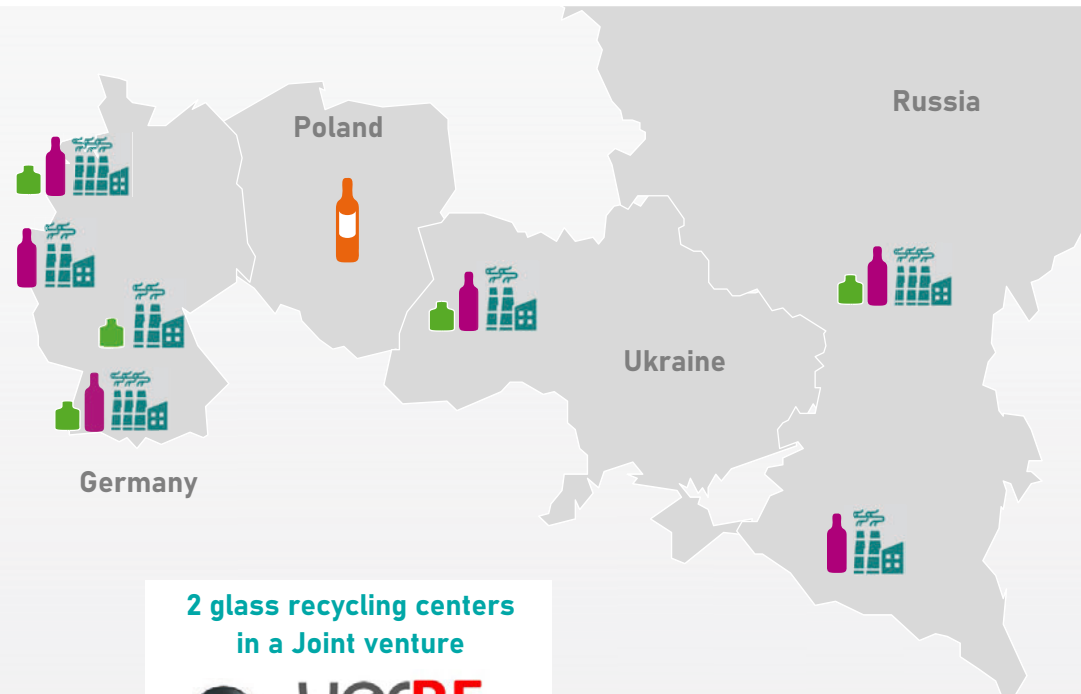 Russia
Poland
Ukraine
Germany
2 glass recycling centers
in a Joint venture